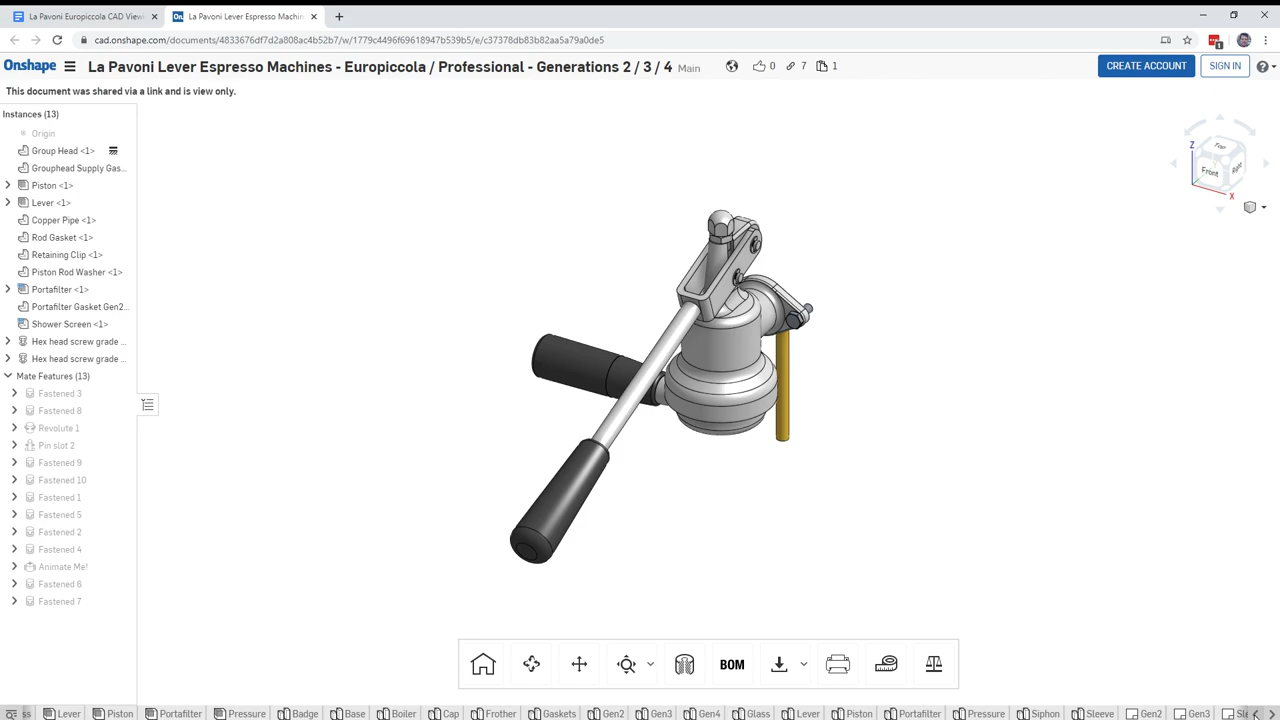 La Pavoni Europiccola CAD View
La Pavoni Lever Espresso Machin
cad.onshape.com/documents/4833676df7d2a808ac4b52b7/w/1779c4496f69618947b539b5/e/c37378db83b82aa5a79a0de5
Onshape
La Pavoni Lever Espresso Machines - Europiccola / Professional - Generations 2 / 3 / 4 Main
0
7
1
CREATE ACCOUNT
SIGN IN
This document was shared via a link and is view only.
Instances (13)
Origin
Group Head <1>
Grouphead Supply Gas...
Piston <1>
Lever <1>
Copper Pipe <1>
Rod Gasket <1>
Retaining Clip <1>
Piston Rod Washer <1>
Portafilter <1>
Portafilter Gasket Gen2...
Shower Screen <1>
Hex head screw grade ...
Hex head screw grade ...
Mate Features (13)
Fastened 3
Fastened 8
Revolute 1
Pin slot 2
Fastened 9
Fastened 10
Fastened 1
Fastened 5
Fastened 2
Fastened 4
Animate Me!
Fastened 6
Fastened 7
Z
Top
Front
Right
X
BOM
ss Lever Piston Portafilter Pressure Badge Base Boiler Cap Frother Gaskets Gen2 Gen3 Gen4 Glass Lever Piston Portafilter Pressure Siphon Sleeve Gen2 Gen3